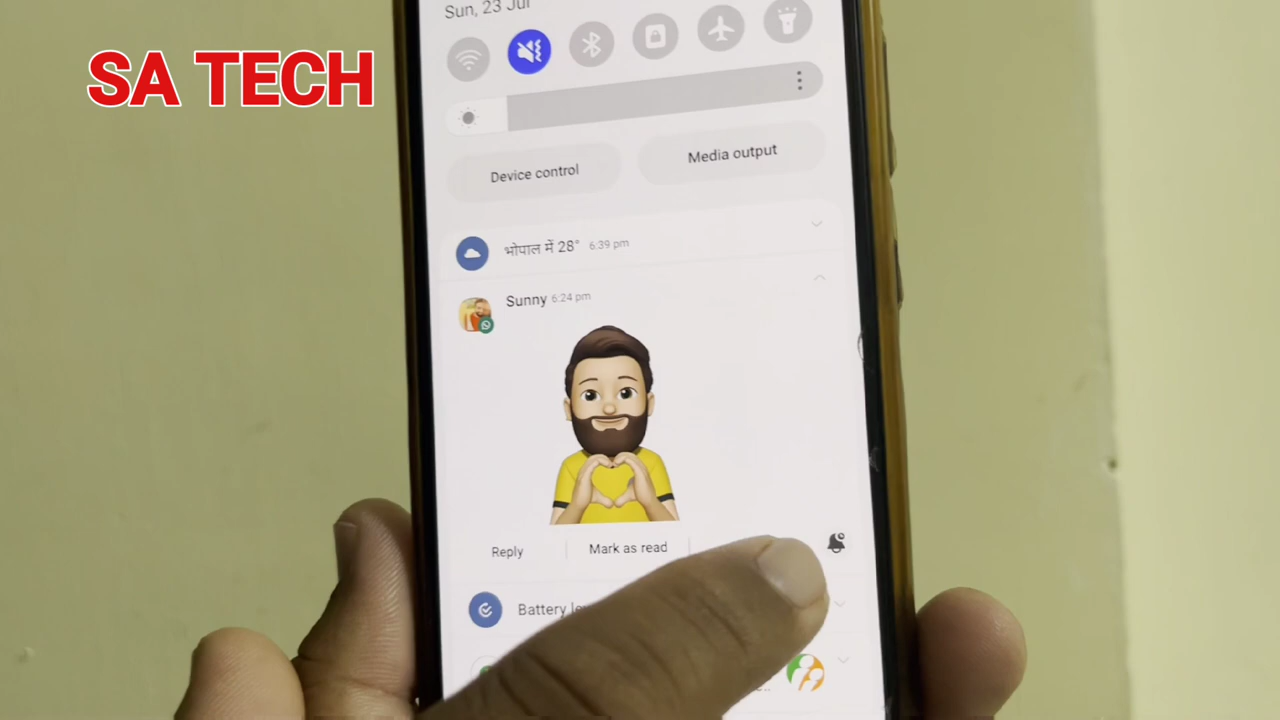 Sun, 23 Jul
SA TECH
Device control
Media output
भोपाल में 28° 6:39 pm
Sunny 6:24 pm
Reply
Mark as read
Battery